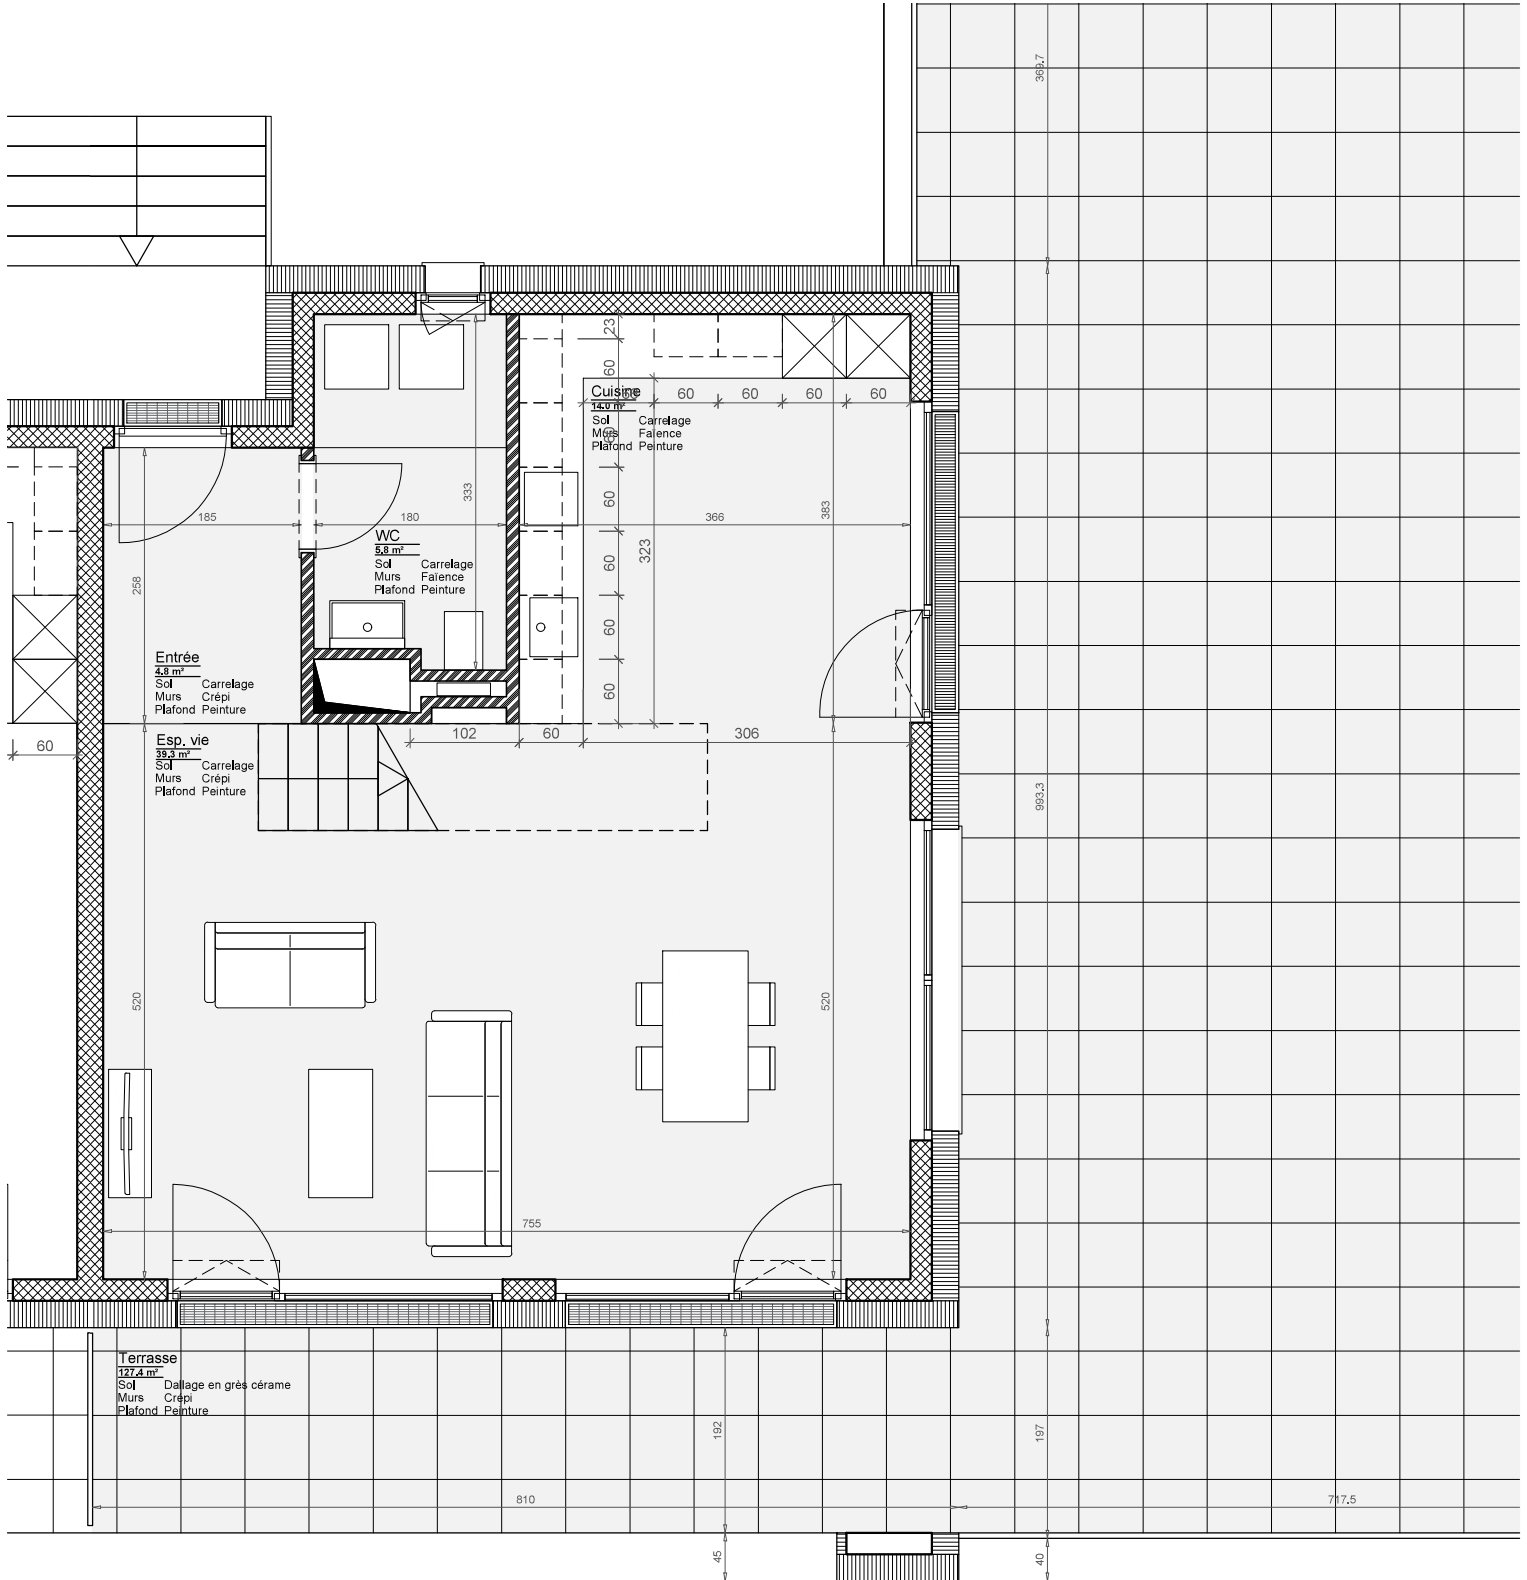 369.7
23
60
Cuisine
14.0 m²
60 60 60 60
Sol Carrelage
Murs Faïence
Plafond Peinture
60
185
180
333
60
366
383
323
WC
5.8 m²
Sol Carrelage
Murs Faïence
Plafond Peinture
258
60
60
60
Entrée
4.8 m²
Sol Carrelage
Murs Crépi
Plafond Peinture
60
102
60
306
Esp. vie
39.3 m²
Sol Carrelage
Murs Crépi
Plafond Peinture
993.3
520
520
755
Terrasse
127.4 m²
Sol Dallage en grès cérame
Murs Crépi
Plafond Peinture
192
197
810
717.5
45
40